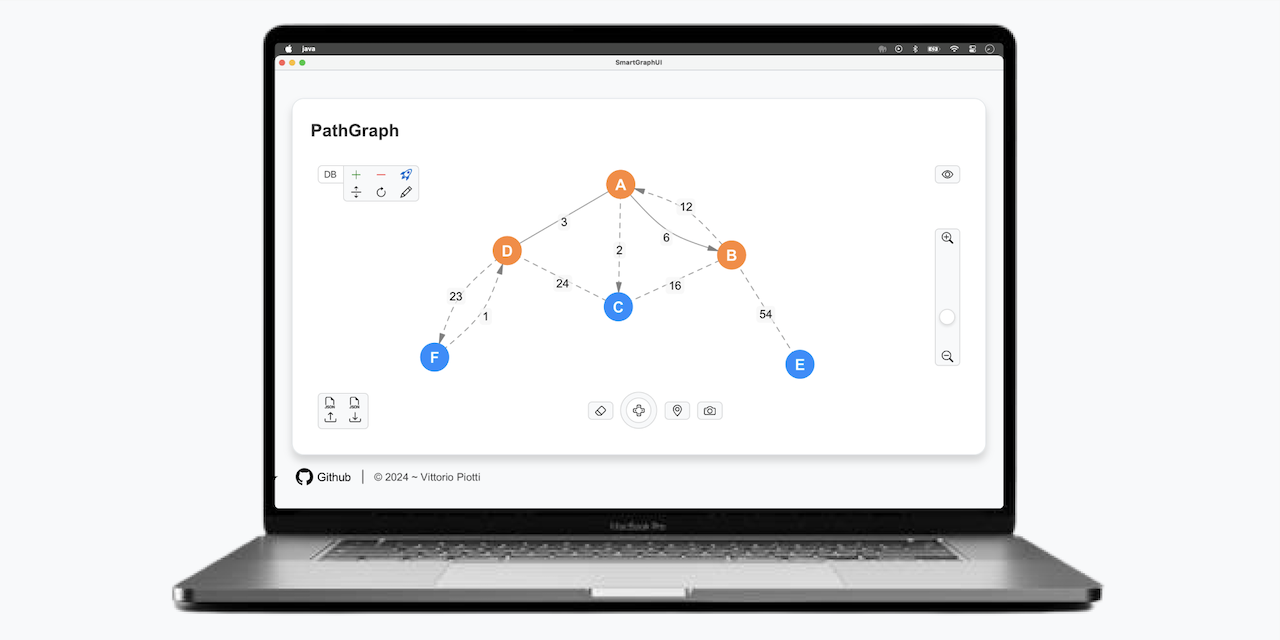 java
SmartGraphUI
PathGraph
DB
A
12
3
6
D
2
B
24
16
23
C
1
54
F
E
JSON JSON
Github | © 2024 ~ Vittorio Piotti
MacBook Pro